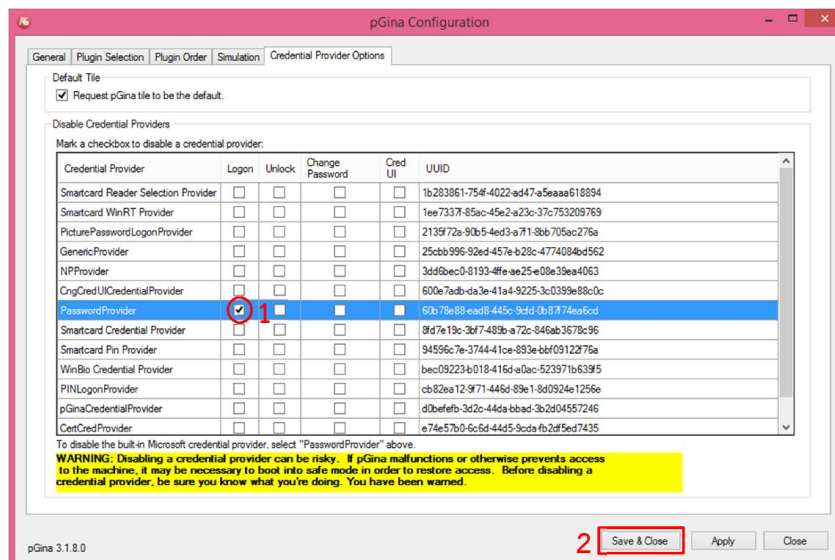 pGina Configuration
General Plugin Selection Plugin Order Simulation Credential Provider Options
Default Tile
Request pGina tile to be the default.
Disable Credential Providers
Mark a checkbox to disable a credential provider:
Credential Provider Logon Unlock Change Password Cred UI UUID
Smartcard Reader Selection Provider 1b283861-754f-4022-ad47-a5eaaa618894
Smartcard WinRT Provider 1ee7337f-85ac-45e2-a23c-37c753209769
PicturePasswordLogonProvider 2135f72a-90b5-4ed3-a7f1-8bb705ac276a
GenericProvider 25cbb996-92ed-457e-b28c-4774084bd562
NPProvider 3dd6bec0-8193-4ffe-ae25-e08e39ea4063
CngCredUICredentialProvider 600e7adb-da3e-41a4-9225-3c0399e88c0c
PasswordProvider 1 60b78e88-ead8-445c-9cfd-0b87f74ea6cd
Smartcard Credential Provider 8fd7e19c-3bf7-489b-a72c-846ab3678c96
Smartcard Pin Provider 94596c7e-3744-41ce-893e-bbf09122f76a
WinBio Credential Provider bec09223-b018-416d-a0ac-523971b639f5
PINLogonProvider cb82ea12-9f71-446d-89e1-8d0924e1256e
pGinaCredentialProvider d0befefb-3d2c-44da-bbad-3b2d04557246
CertCredProvider e74e57b0-6c6d-44d5-9cda-fb2df5ed7435
To disable the built-in Microsoft credential provider, select "PasswordProvider" above.
WARNING: Disabling a credential provider can be risky. If pGina malfunctions or otherwise prevents access
to the machine, it may be necessary to boot into safe mode in order to restore access. Before disabling a
credential provider, be sure you know what you're doing. You have been warned.
pGina 3.1.8.0 2 Save & Close Apply Close